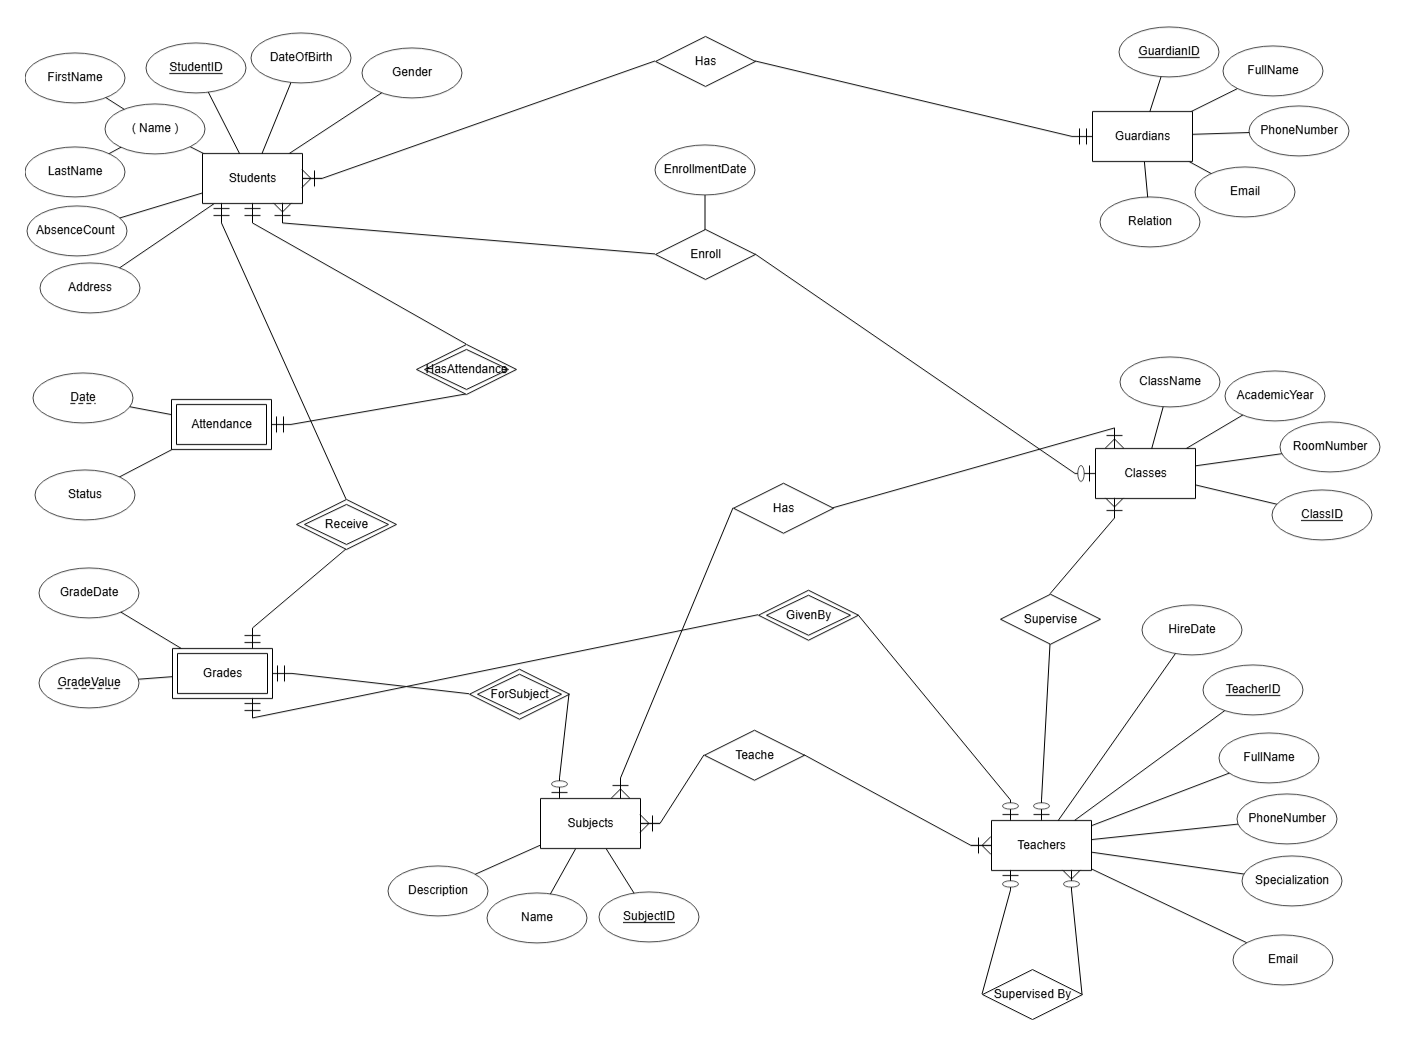 GuardianID
DateOfBirth
Has
StudentID
FullName
Gender
FirstName
( Name )
PhoneNumber
Guardians
LastName
EnrollmentDate
Students
Email
Relation
AbsenceCount
Enroll
Address
HasAttendance
ClassName
AcademicYear
Date
Attendance
RoomNumber
Classes
Status
Has
ClassID
Receive
GradeDate
GivenBy
Supervise
HireDate
Grades
GradeValue
ForSubject
TeacherID
Teache
FullName
PhoneNumber
Subjects
Teachers
Specialization
Description
Name
SubjectID
Email
Supervised By